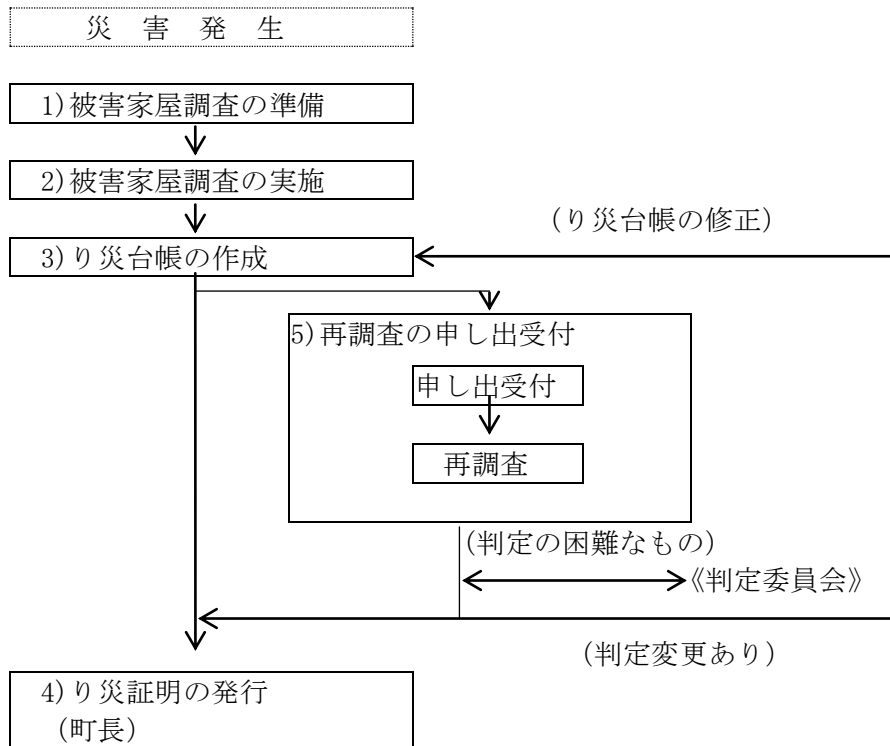 災 害 発 生
1)被害家屋調査の準備
2)被害家屋調査の実施
(り災台帳の修正)
3)り災台帳の作成
5)再調査の申し出受付
申し出受付
再調査
(判定の困難なもの)
《判定委員会》
(判定変更あり)
4)り災証明の発行
(町長)